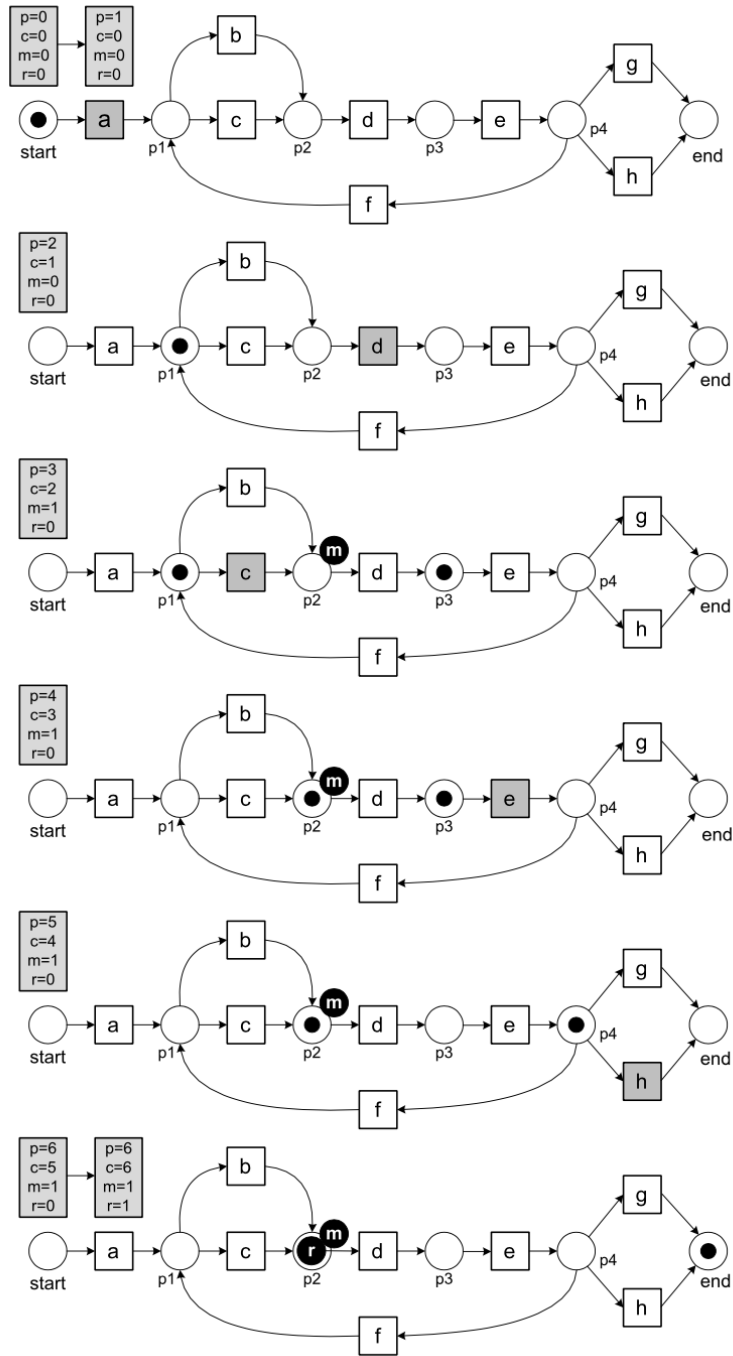 p=0 p=1
c=0 c=0
m=0 m=0
r=0 r=0
b
g
a c d e
start p1 p2 p3 p4 end
h
f
p=2
c=1
m=0
r=0
b
g
a c d e
start p1 p2 p3 p4 end
h
f
p=3
c=2
m=1
r=0
b
g
m
a c d e
start p1 p2 p3 p4 end
h
f
p=4
c=3
m=1
r=0
b
g
m
a c d e
start p1 p2 p3 p4 end
h
f
p=5
c=4
m=1
r=0
b
g
m
a c d e
start p1 p2 p3 p4 end
h
f
p=6 p=6
c=5 c=6
m=1 m=1
r=0 r=1
b
g
m
a c r d e
start p1 p2 p3 p4 end
h
f